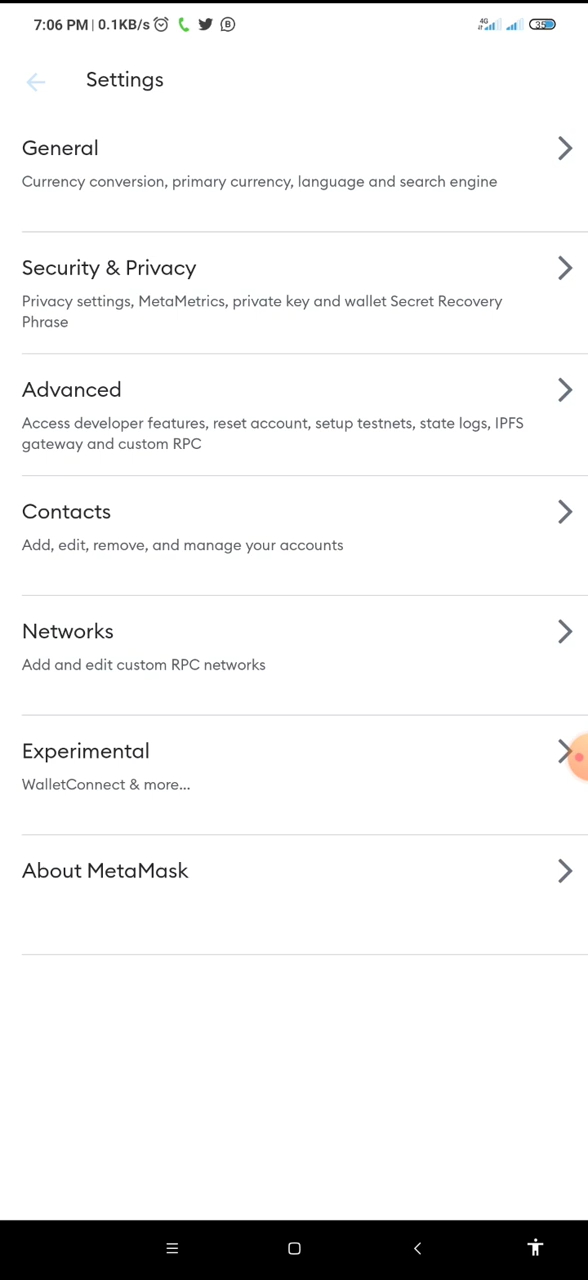 7:06 PM | 0.1KB/s
4G
35
Settings
General
Currency conversion, primary currency, language and search engine
Security & Privacy
Privacy settings, MetaMetrics, private key and wallet Secret Recovery
Phrase
Advanced
Access developer features, reset account, setup testnets, state logs, IPFS
gateway and custom RPC
Contacts
Add, edit, remove, and manage your accounts
Networks
Add and edit custom RPC networks
Experimental
WalletConnect & more...
About MetaMask